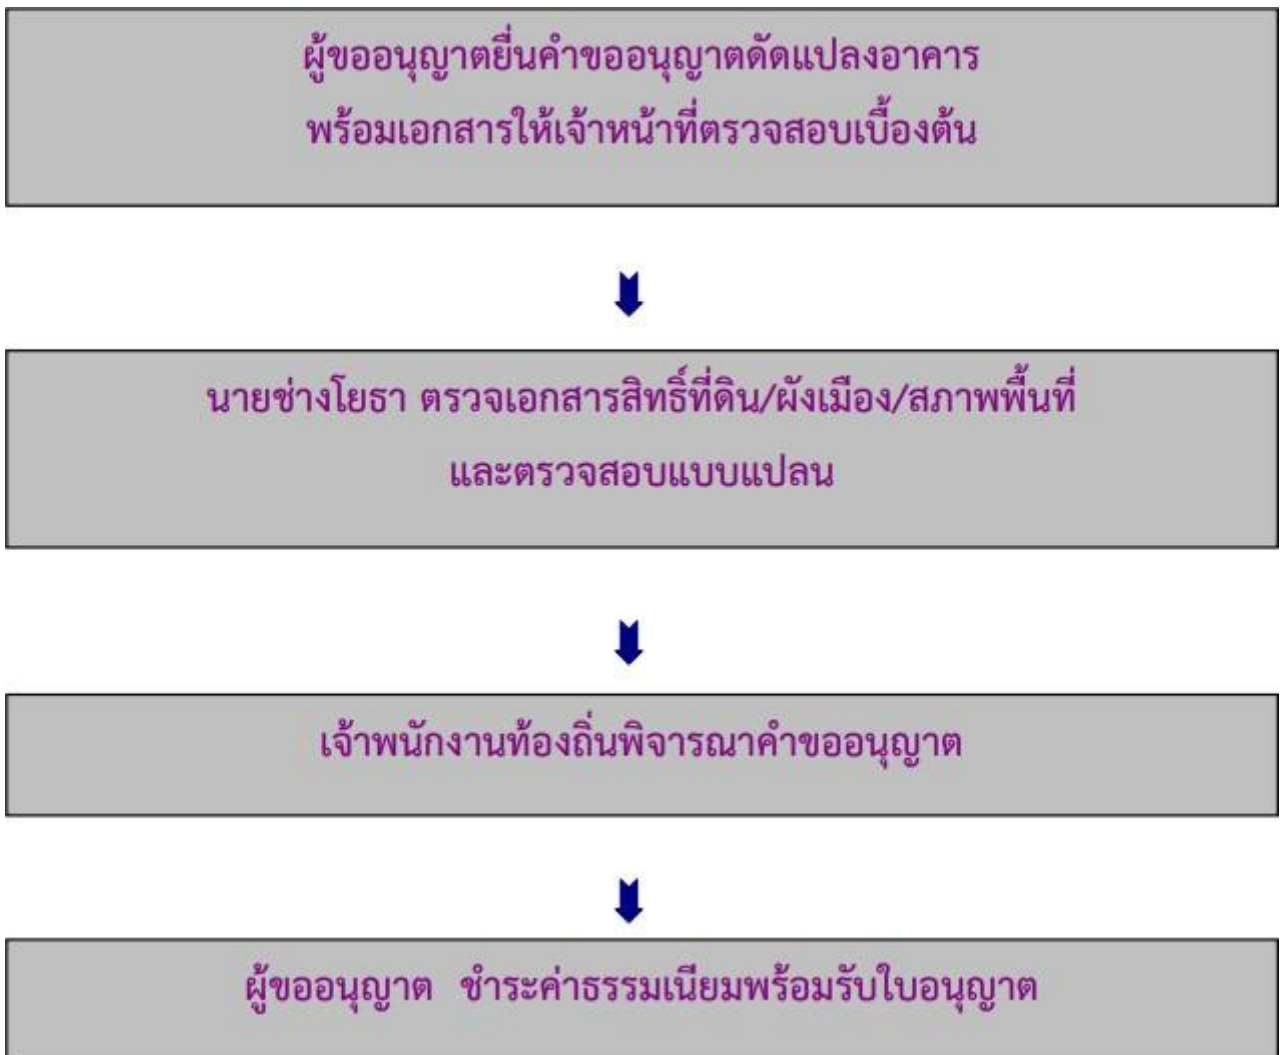 ผู้ขออนุญาตยื่นคำขออนุญาตดัดแปลงอาคาร
พร้อมเอกสารให้เจ้าหน้าที่ตรวจสอบเบื้องต้น
นายช่างโยธา ตรวจเอกสารสิทธิ์ที่ดิน/ผังเมือง/สภาพพื้นที่
และตรวจสอบแบบแปลน
เจ้าพนักงานท้องถิ่นพิจารณาคำขออนุญาต
ผู้ขออนุญาต ชำระค่าธรรมเนียมพร้อมรับใบอนุญาต